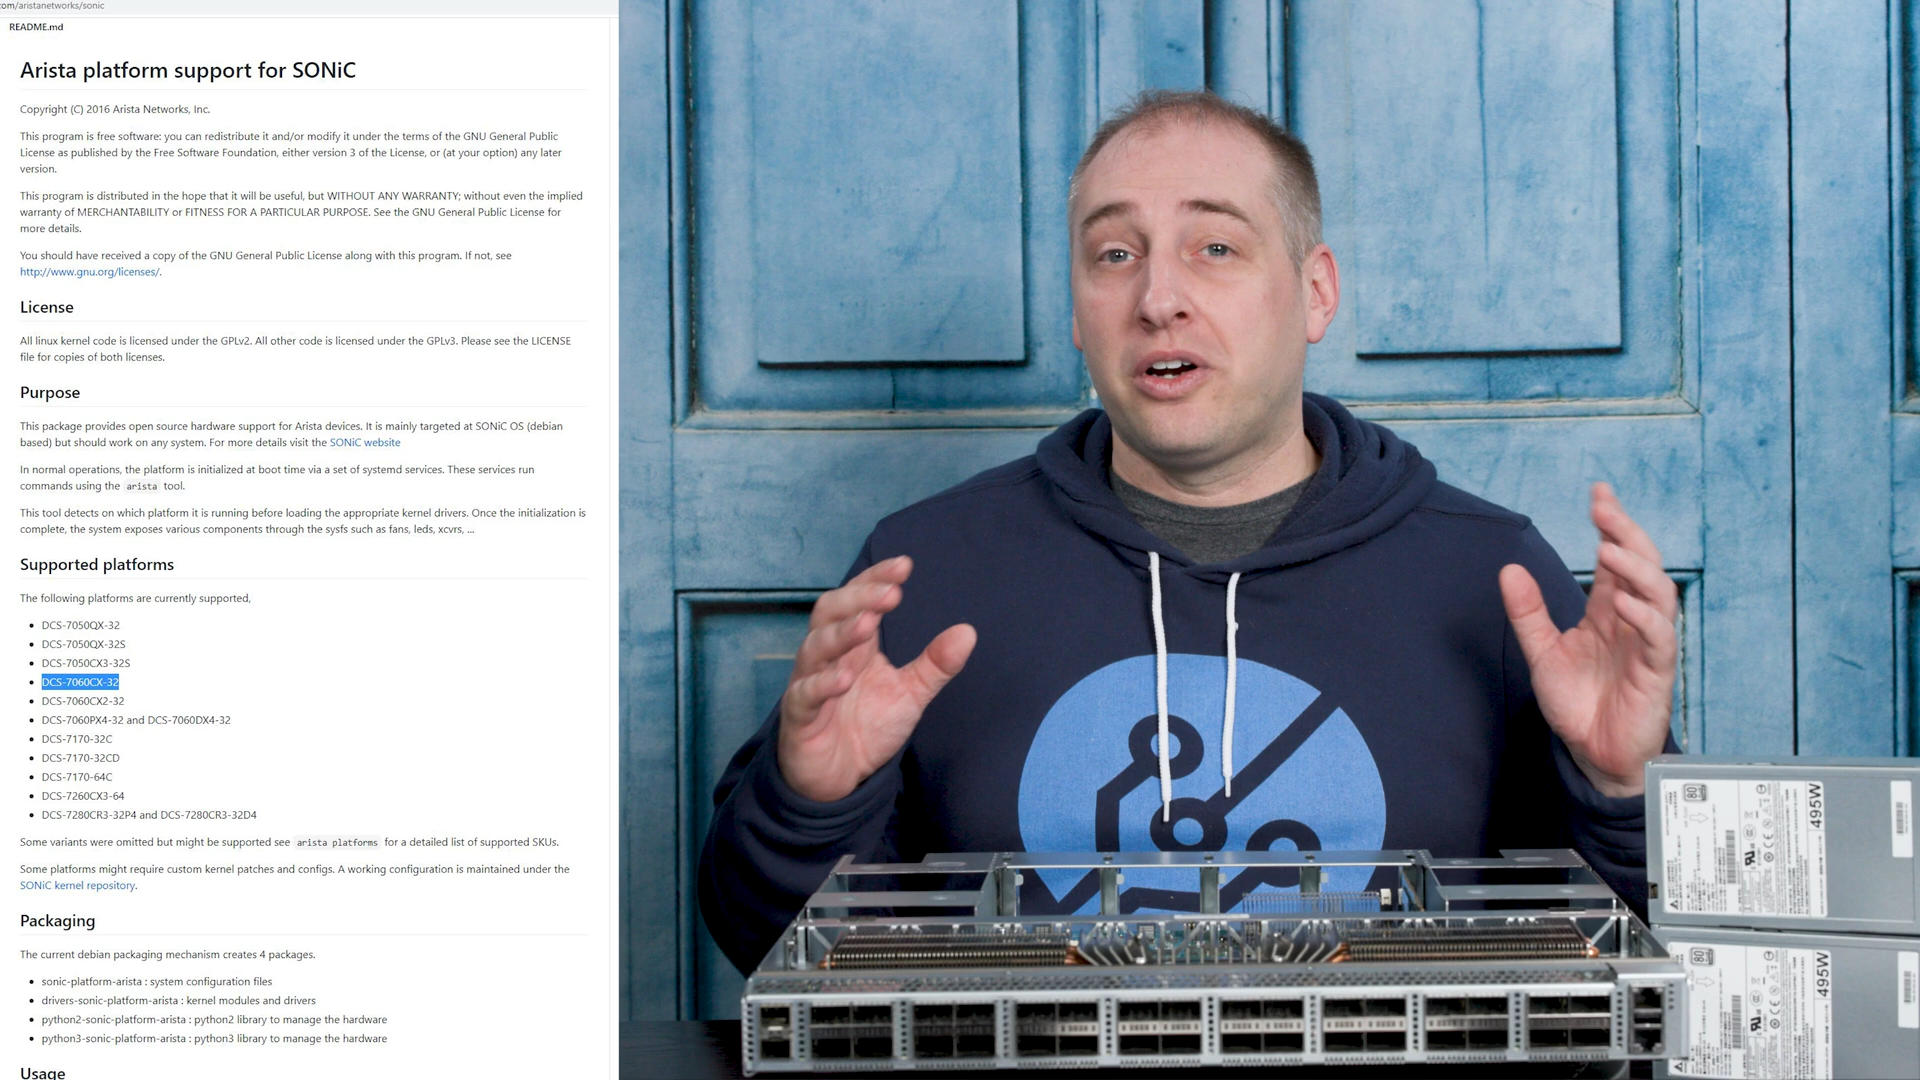 com/aristanetworks/sonic
README.md
Arista platform support for SONiC
Copyright (C) 2016 Arista Networks, Inc.
This program is free software: you can redistribute it and/or modify it under the terms of the GNU General Public
License as published by the Free Software Foundation, either version 3 of the License, or (at your option) any later
version.
This program is distributed in the hope that it will be useful, but WITHOUT ANY WARRANTY; without even the implied
warranty of MERCHANTABILITY or FITNESS FOR A PARTICULAR PURPOSE. See the GNU General Public License for
more details.
You should have received a copy of the GNU General Public License along with this program. If not, see
http://www.gnu.org/licenses/.
License
All linux kernel code is licensed under the GPLv2. All other code is licensed under the GPLv3. Please see the LICENSE
file for copies of both licenses.
Purpose
This package provides open source hardware support for Arista devices. It is mainly targeted at SONiC OS (debian
based) but should work on any system. For more details visit the SONiC website
In normal operations, the platform is initialized at boot time via a set of systemd services. These services run
commands using the arista tool.
This tool detects on which platform it is running before loading the appropriate kernel drivers. Once the initialization is
complete, the system exposes various components through the sysfs such as fans, leds, xcvrs, ...
Supported platforms
The following platforms are currently supported,
• DCS-7050QX-32
• DCS-7050QX-32S
• DCS-7050CX3-32S
• DCS-7060CX-32
• DCS-7060CX2-32
• DCS-7060PX4-32 and DCS-7060DX4-32
• DCS-7170-32C
• DCS-7170-32CD
• DCS-7170-64C
• DCS-7260CX3-64
• DCS-7280CR3-32P4 and DCS-7280CR3-32D4
Some variants were omitted but might be supported see arista platforms for a detailed list of supported SKUs.
Some platforms might require custom kernel patches and configs. A working configuration is maintained under the
SONiC kernel repository.
Packaging
The current debian packaging mechanism creates 4 packages.
• sonic-platform-arista : system configuration files
• drivers-sonic-platform-arista : kernel modules and drivers
• python2-sonic-platform-arista : python2 library to manage the hardware
• python3-sonic-platform-arista : python3 library to manage the hardware
Usage
495W
495W